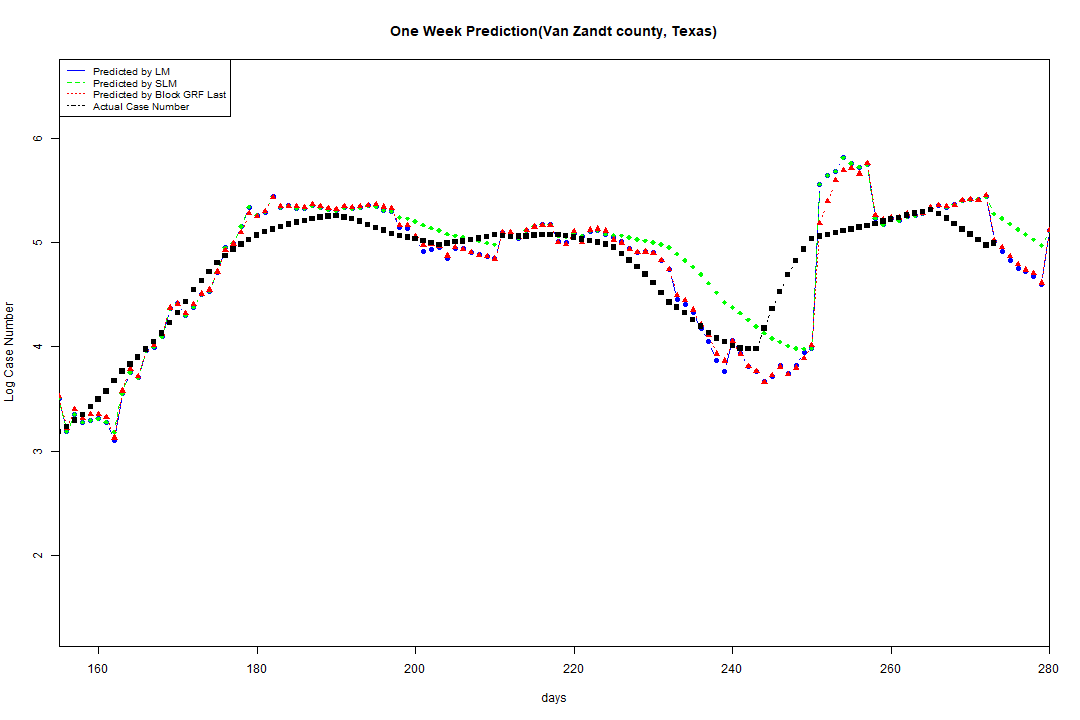 One Week Prediction(Van Zandt county, Texas)
Predicted by LM
Predicted by SLM
Predicted by Block GRF Last
Actual Case Number
6
5
4
3
2
Log Case Number
160 180 200 220 240 260 280
days